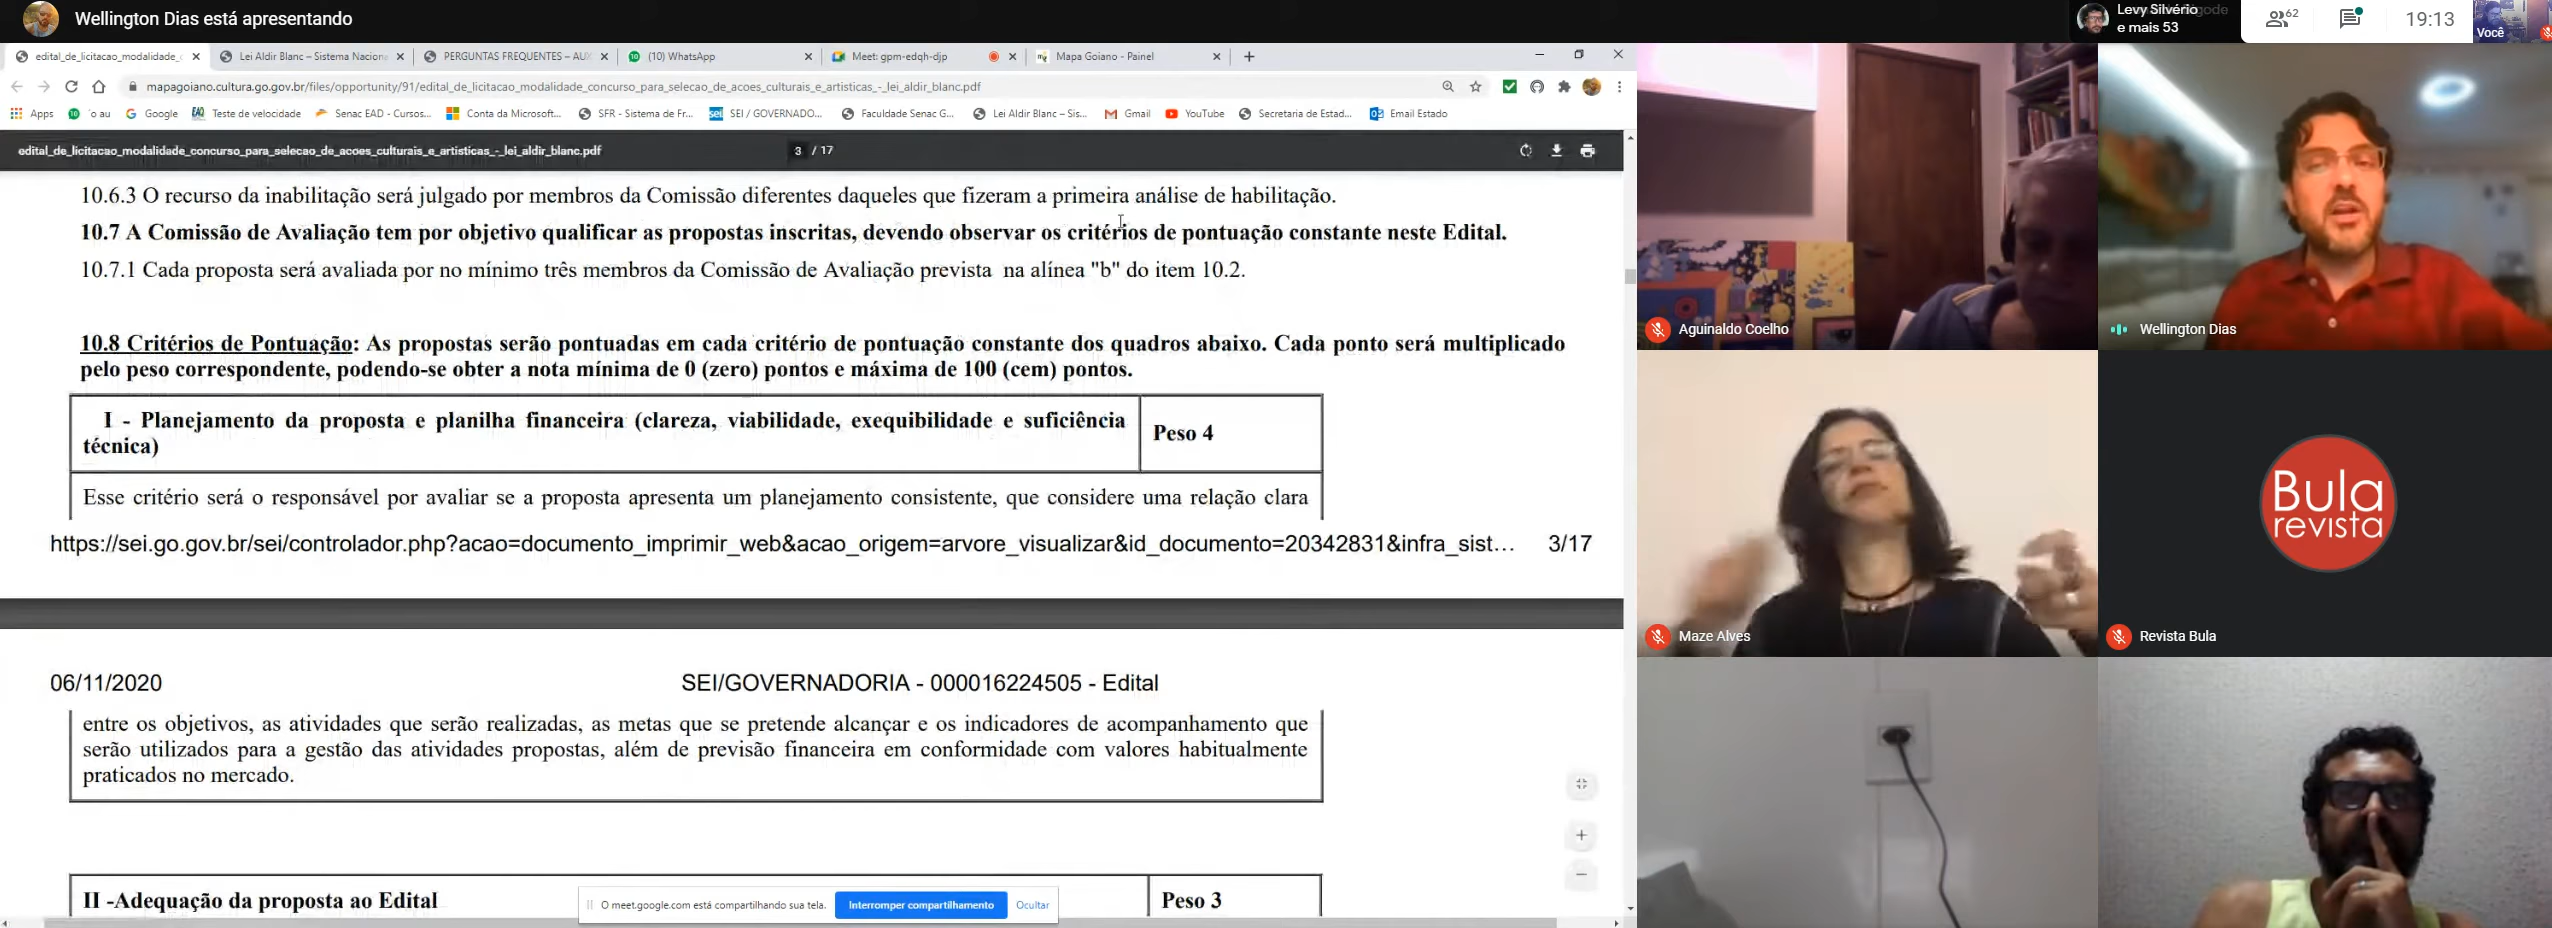 Wellington Dias está apresentando
Levy Silvério
e mais 53
62
19:13
Você
edital_de_licitacao_modalidade_c
Lei Aldir Blanc – Sistema Naciona
PERGUNTAS FREQUENTES – AUX
(10) WhatsApp
Meet: gpm-edqh-djp
Mapa Goiano - Painel
mapagoiano.cultura.go.gov.br/files/opportunity/91/edital_de_licitacao_modalidade_concurso_para_selecao_de_acoes_culturais_e_artisticas_-_lei_aldir_blanc.pdf
Apps
'o au
Google
Teste de velocidade
Senac EAD - Cursos...
Conta da Microsoft...
SFR - Sistema de Fr...
SEI / GOVERNADO...
Faculdade Senac G...
Lei Aldir Blanc – Sis...
Gmail
YouTube
Secretaria de Estad...
Email Estado
edital_de_licitacao_modalidade_concurso_para_selecao_de_acoes_culturais_e_artisticas_-_lei_aldir_blanc.pdf
3 / 17
10.6.3 O recurso da inabilitação será julgado por membros da Comissão diferentes daqueles que fizeram a primeira análise de habilitação.
10.7 A Comissão de Avaliação tem por objetivo qualificar as propostas inscritas, devendo observar os critérios de pontuação constante neste Edital.
10.7.1 Cada proposta será avaliada por no mínimo três membros da Comissão de Avaliação prevista na alínea "b" do item 10.2.
10.8 Critérios de Pontuação: As propostas serão pontuadas em cada critério de pontuação constante dos quadros abaixo. Cada ponto será multiplicado
pelo peso correspondente, podendo-se obter a nota mínima de 0 (zero) pontos e máxima de 100 (cem) pontos.
I - Planejamento da proposta e planilha financeira (clareza, viabilidade, exequibilidade e suficiência
técnica)
Peso 4
Esse critério será o responsável por avaliar se a proposta apresenta um planejamento consistente, que considere uma relação clara
https://sei.go.gov.br/sei/controlador.php?acao=documento_imprimir_web&acao_origem=arvore_visualizar&id_documento=20342831&infra_sist…
3/17
06/11/2020
SEI/GOVERNADORIA - 000016224505 - Edital
entre os objetivos, as atividades que serão realizadas, as metas que se pretende alcançar e os indicadores de acompanhamento que
serão utilizados para a gestão das atividades propostas, além de previsão financeira em conformidade com valores habitualmente
praticados no mercado.
II -Adequação da proposta ao Edital
Peso 3
O meet.google.com está compartilhando sua tela.
Interromper compartilhamento
Ocultar
Aguinaldo Coelho
Wellington Dias
Maze Alves
Bula
revista
Revista Bula